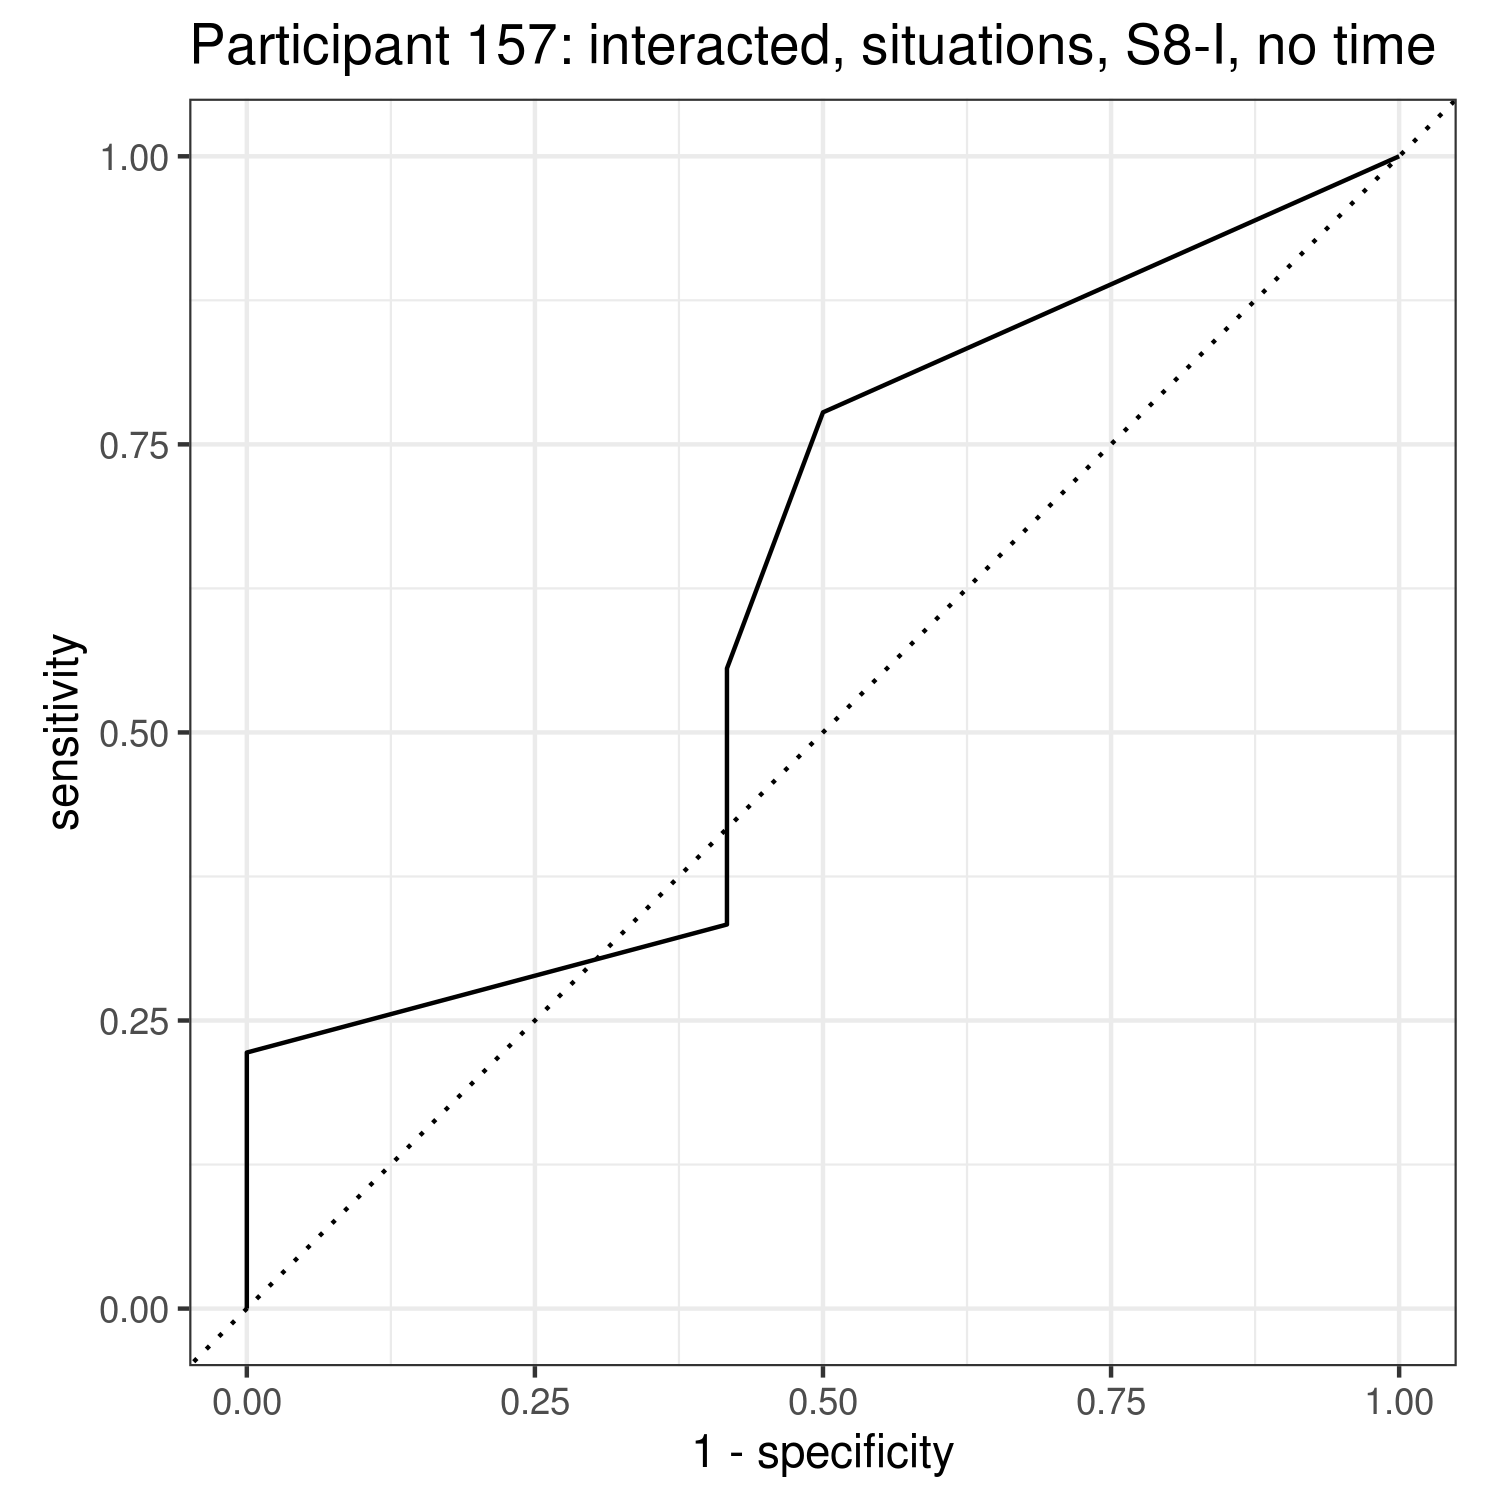 Participant 157: interacted, situations, S8-I, no time
1.00
0.75
0.50
0.25
0.00
sensitivity
0.00 0.25 0.50 0.75 1.00
1 - specificity